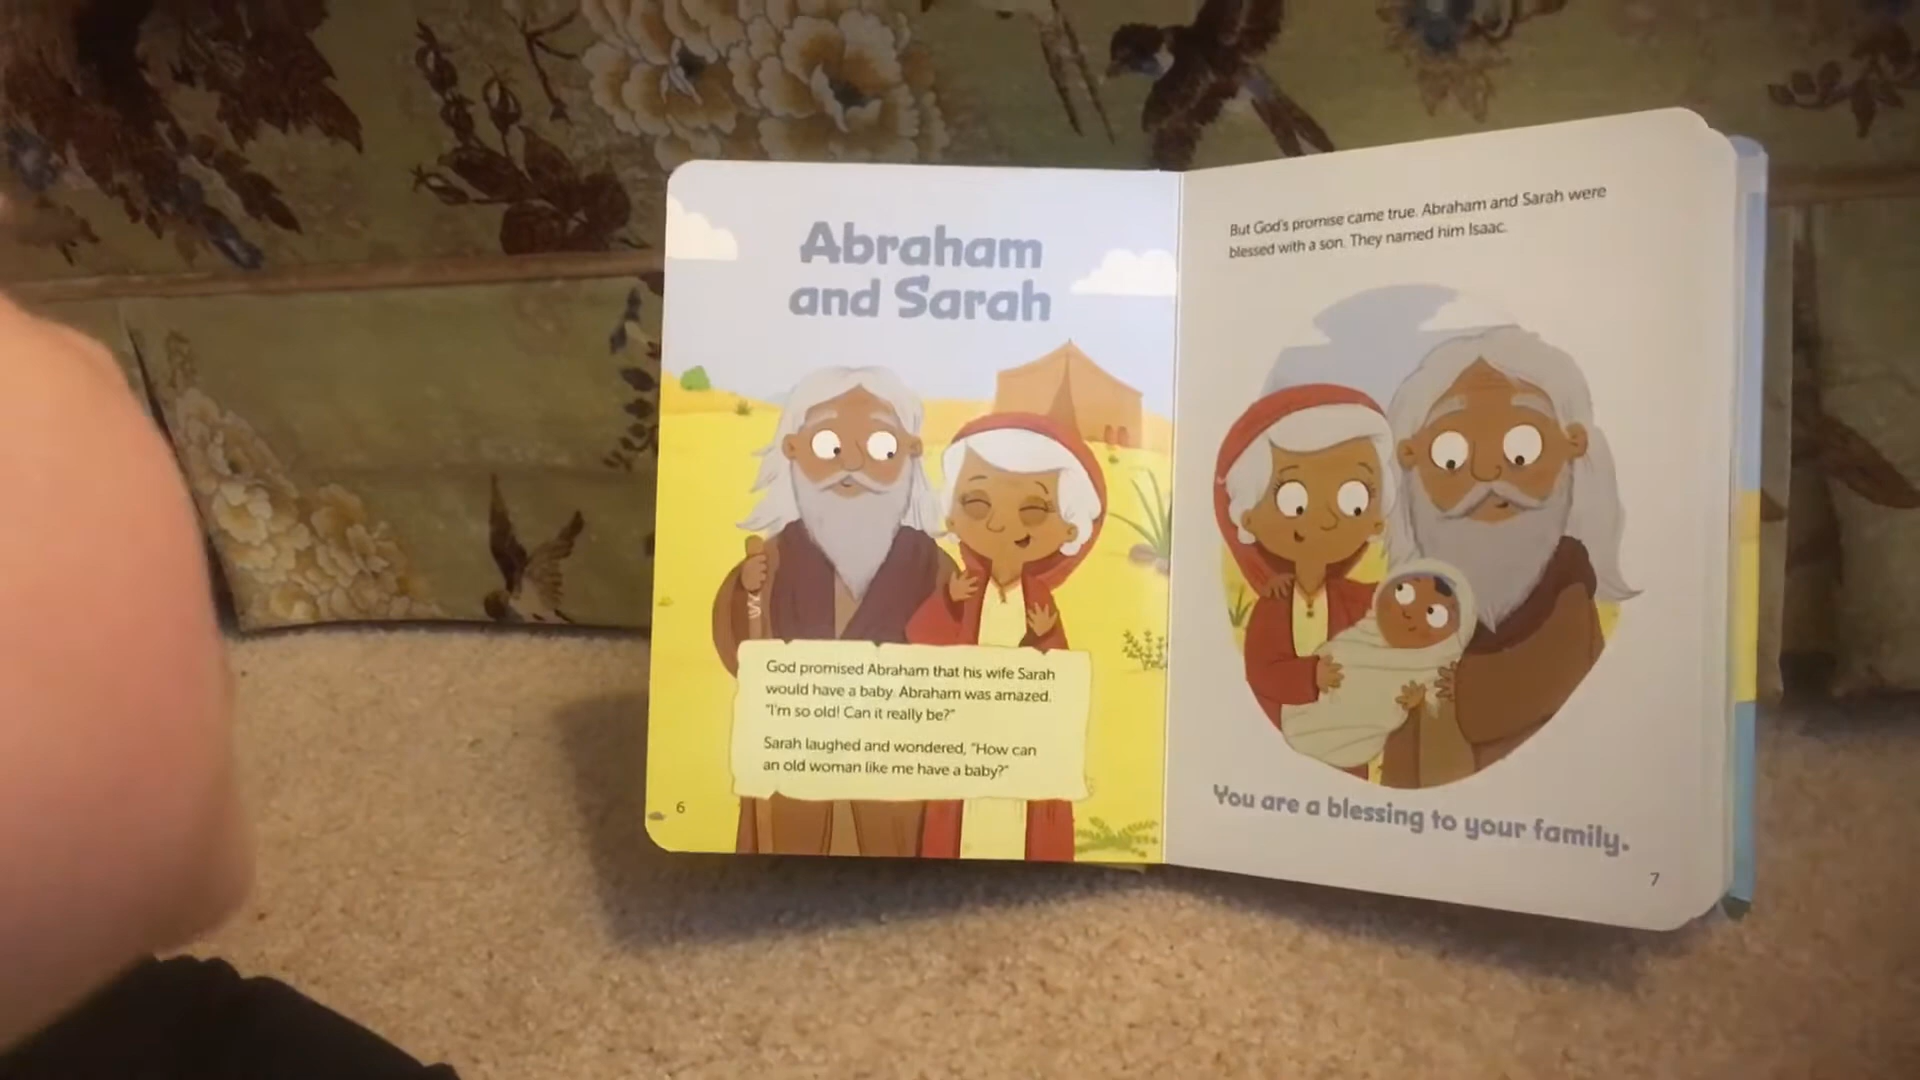 Abraham
and Sarah
God promised Abraham that his wife Sarah
would have a baby. Abraham was amazed.
"I'm so old! Can it really be?"
Sarah laughed and wondered, "How can
an old woman like me have a baby?"
6
But God's promise came true. Abraham and Sarah were
blessed with a son. They named him Isaac.
You are a blessing to your family.
7